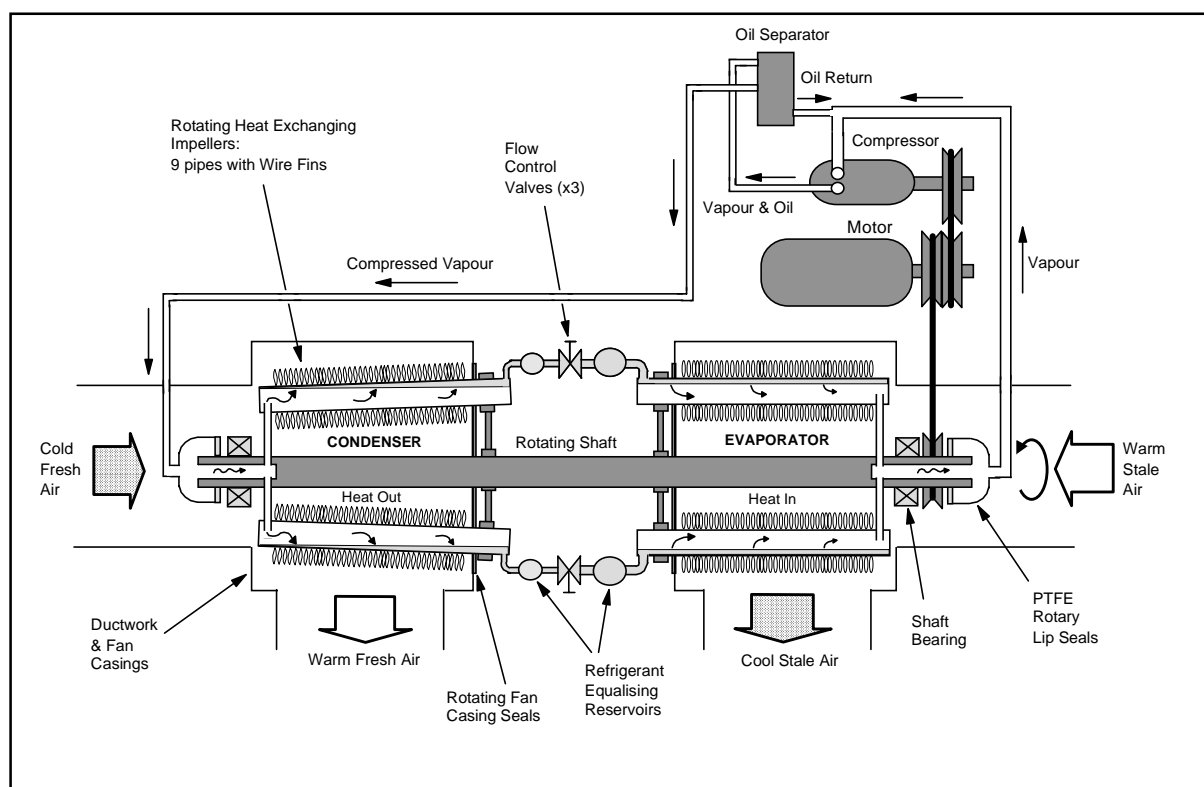 Oil Separator
Oil Return
Rotating Heat Exchanging
Impellers:
9 pipes with Wire Fins
Flow
Control
Valves (x3)
Compressor
Vapour & Oil
Motor
Compressed Vapour
Vapour
Cold
Fresh
Air
CONDENSER
Rotating Shaft
EVAPORATOR
Warm
Stale
Air
Heat Out
Heat In
Ductwork
& Fan
Casings
Warm Fresh Air
Rotating Fan
Casing Seals
Refrigerant
Equalising
Reservoirs
Cool Stale Air
Shaft
Bearing
PTFE
Rotary
Lip Seals